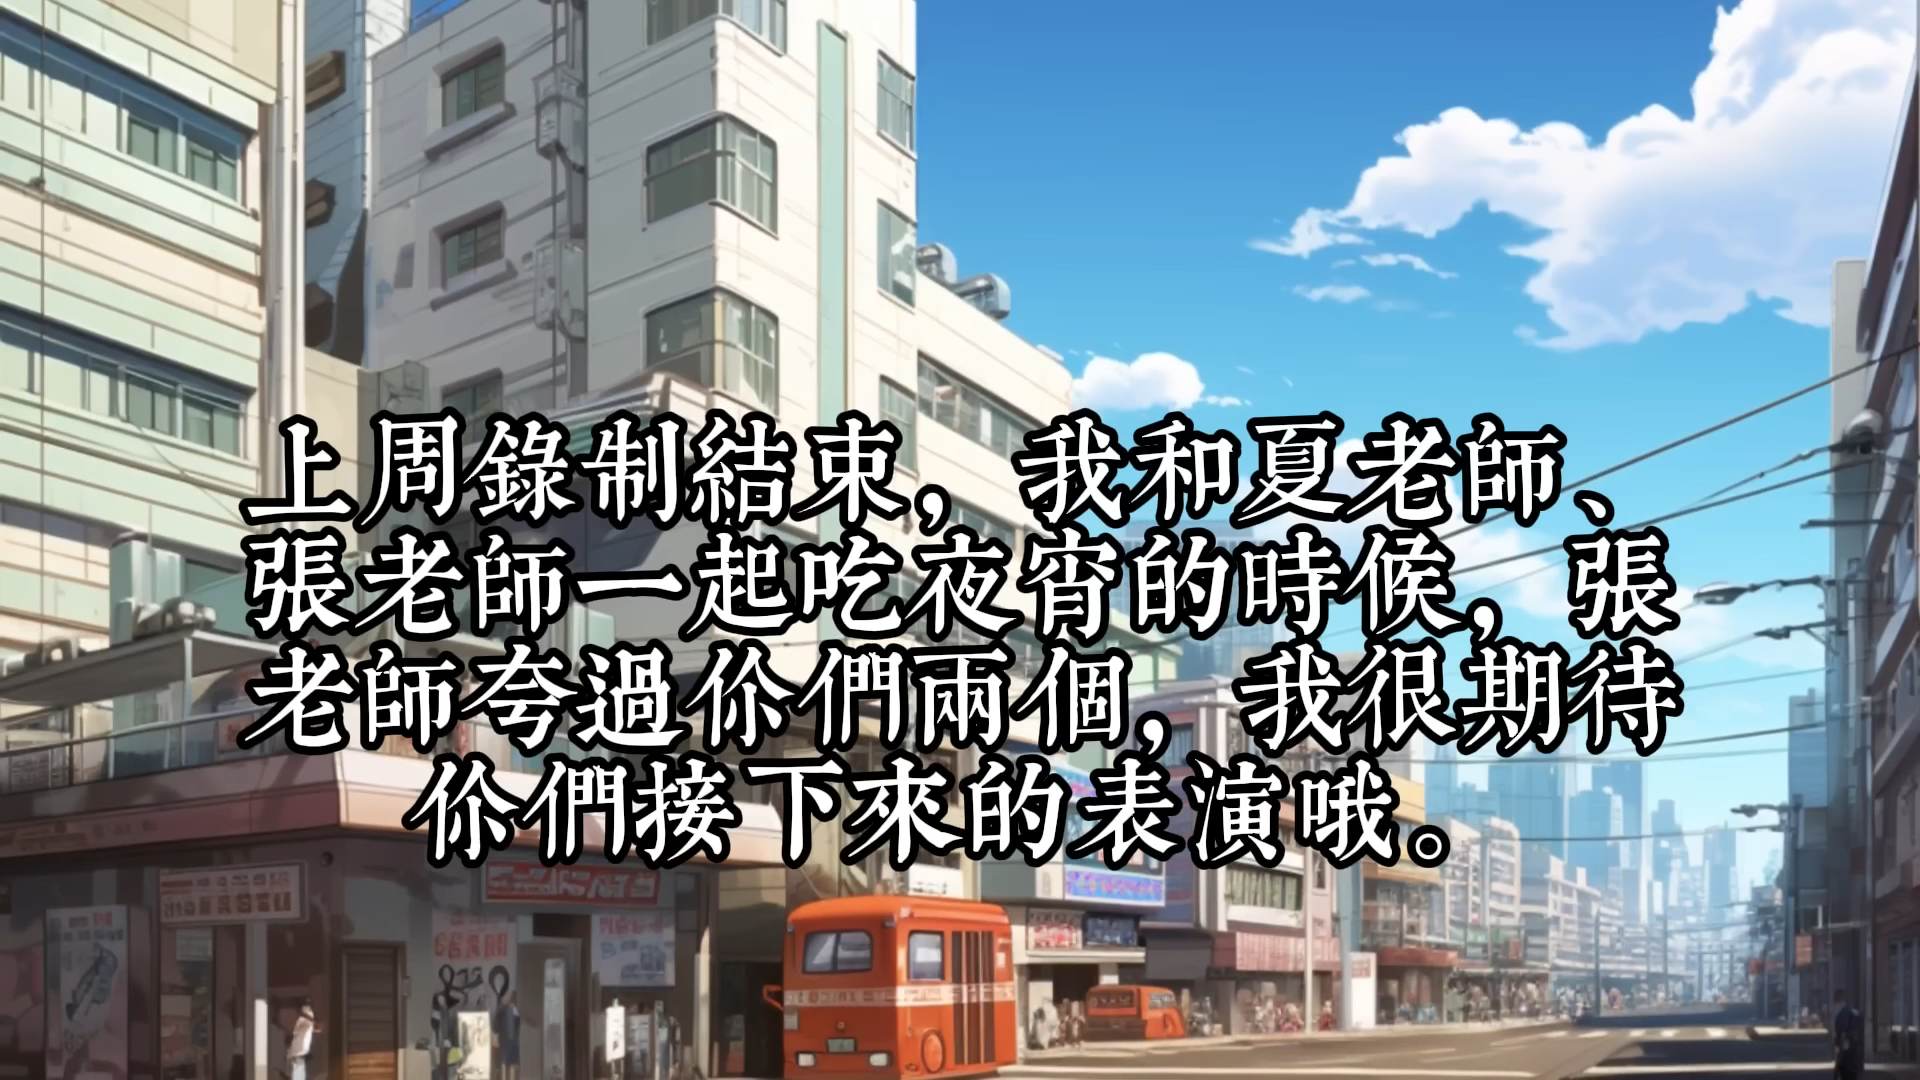 上周錄制結束，我和夏老師、
張老師一起吃夜宵的時候，張
老師夸過你們兩個，我很期待
你們接下來的表演哦。